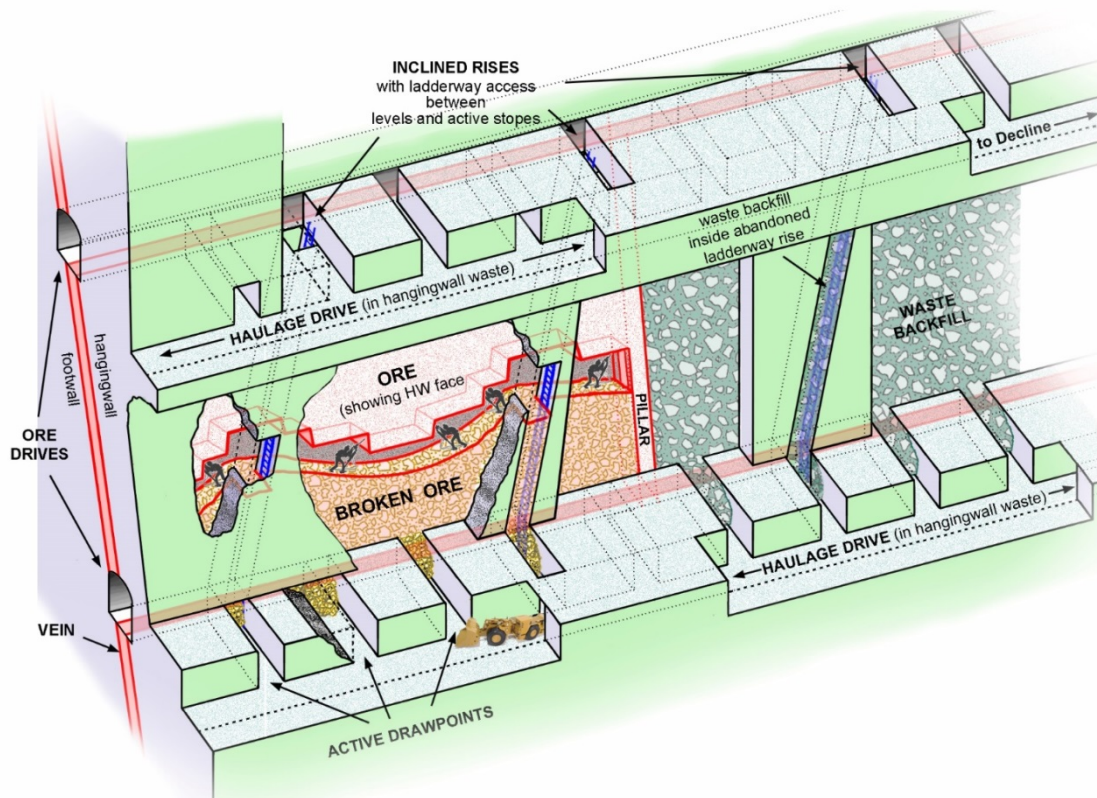 INCLINED RISES
with ladderway access
between
levels and active stopes
to Decline
waste backfill
inside abandoned
ladderway rise
HAULAGE DRIVE (in hangingwall waste)
WASTE
BACKFILL
hangingwall
footwall
ORE
(showing HW face)
ORE
DRIVES
PILLAR
BROKEN ORE
HAULAGE DRIVE (in hangingwall waste)
VEIN
ACTIVE DRAWPOINTS